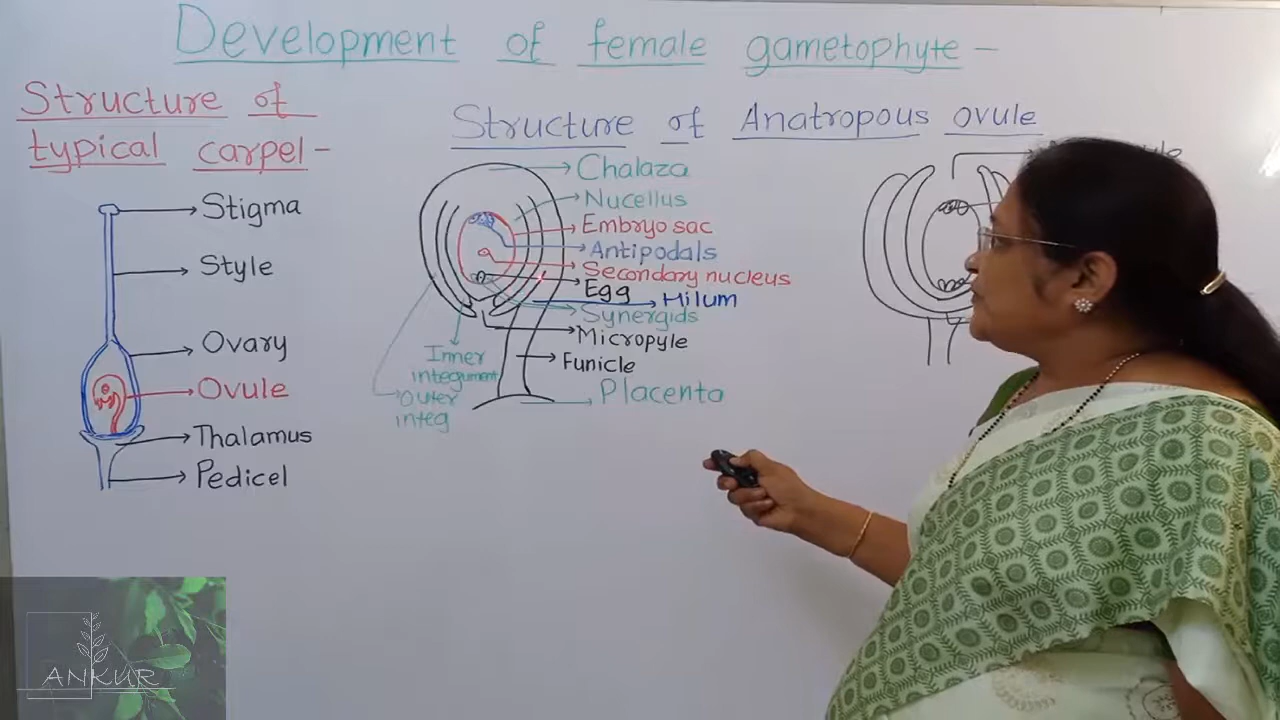 Development of female gametophyte -
Structure of
typical carpel -
Stigma
Style
Ovary
Ovule
Thalamus
Pedicel
Structure of Anatropous ovule
Chalaza
Nucellus
Embryo sac
Antipodals
Secondary nucleus
Egg
Hilum
Synergids
Micropyle
Funicle
Placenta
Inner
integument
Outer
integ
ANKUR